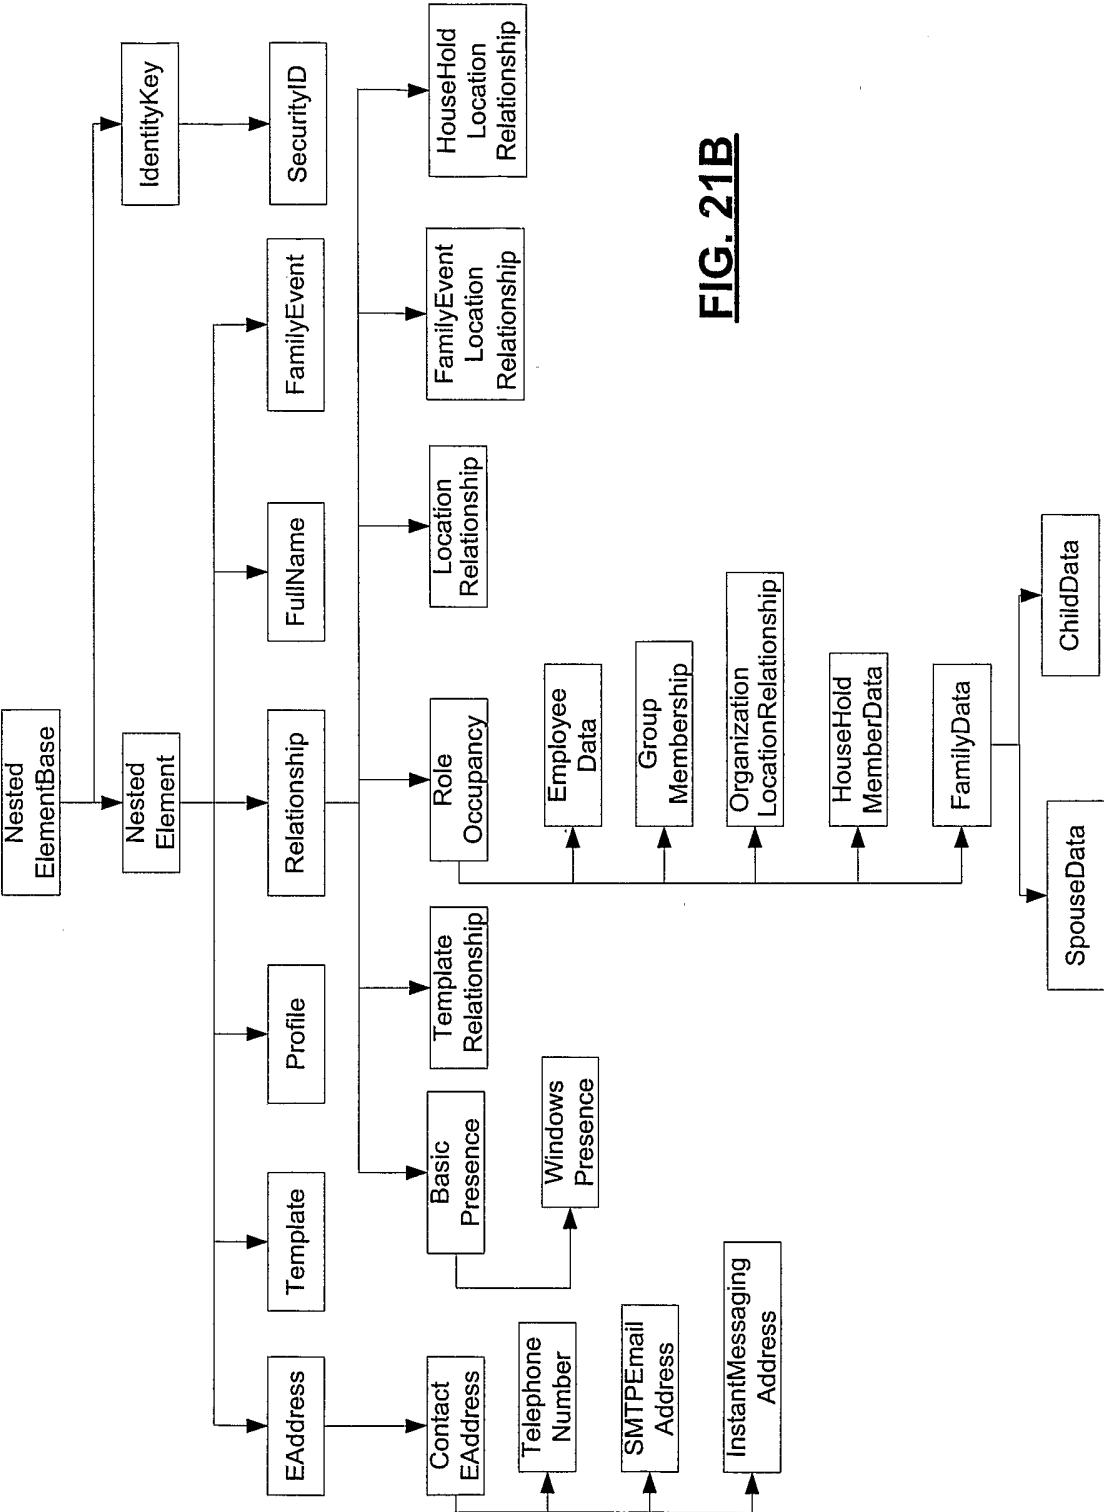 Nested
ElementBase
Nested
Element
IdentityKey
EAddress
Template
Profile
Relationship
FullName
FamilyEvent
SecurityID
Contact
EAddress
Basic
Presence
Template
Relationship
Role
Occupancy
Location
Relationship
FamilyEvent
Location
Relationship
HouseHold
Location
Relationship
Telephone
Number
SMTPEmail
Address
InstantMessaging
Address
Windows
Presence
Employee
Data
Group
Membership
Organization
LocationRelationship
HouseHold
MemberData
FamilyData
SpouseData
ChildData
FIG. 21B